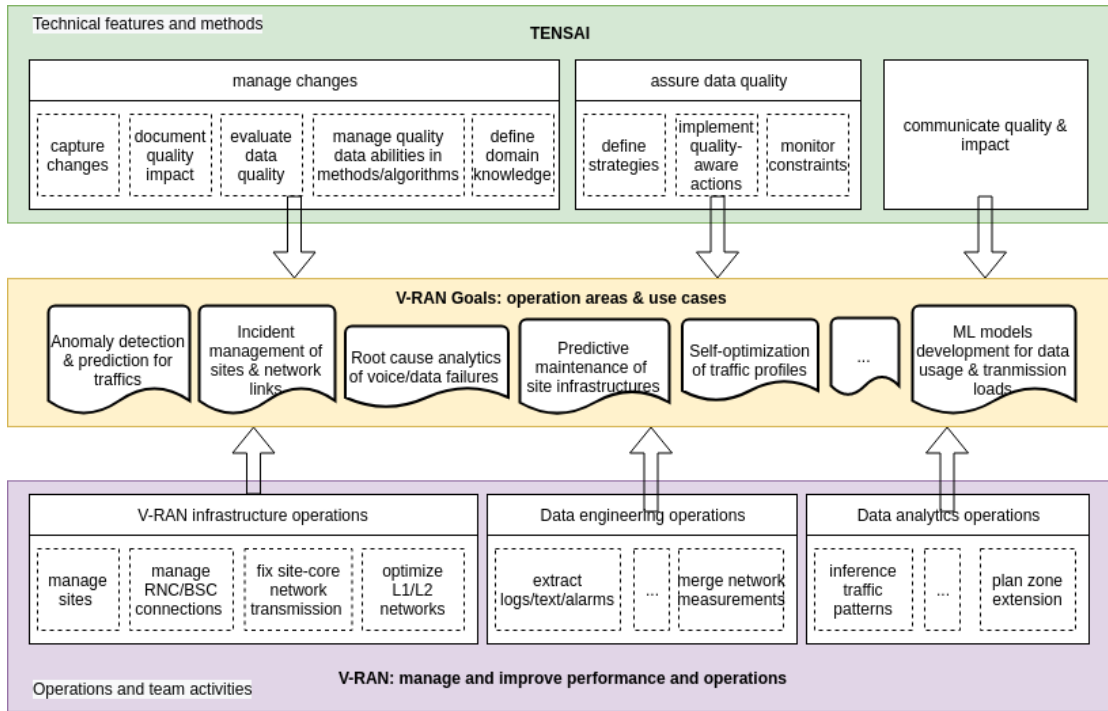 Technical features and methods
TENSAI
manage changes
capture
changes
document
quality
impact
evaluate
data
quality
manage quality
data abilities in
methods/algorithms
define
domain
knowledge
assure data quality
define
strategies
implement
quality-
aware
actions
monitor
constraints
communicate quality &
impact
V-RAN Goals: operation areas & use cases
Anomaly detection
& prediction for
traffics
Incident
management of
sites & network
links
Root cause analytics
of voice/data failures
Predictive
maintenance of
site infrastructures
Self-optimization
of traffic profiles
...
ML models
development for data
usage & tranmission
loads
V-RAN infrastructure operations
manage
sites
manage
RNC/BSC
connections
fix site-core
network
transmission
optimize
L1/L2
networks
Data engineering operations
extract
logs/text/alarms
...
merge network
measurements
Data analytics operations
inference
traffic
patterns
...
plan zone
extension
V-RAN: manage and improve performance and operations
Operations and team activities